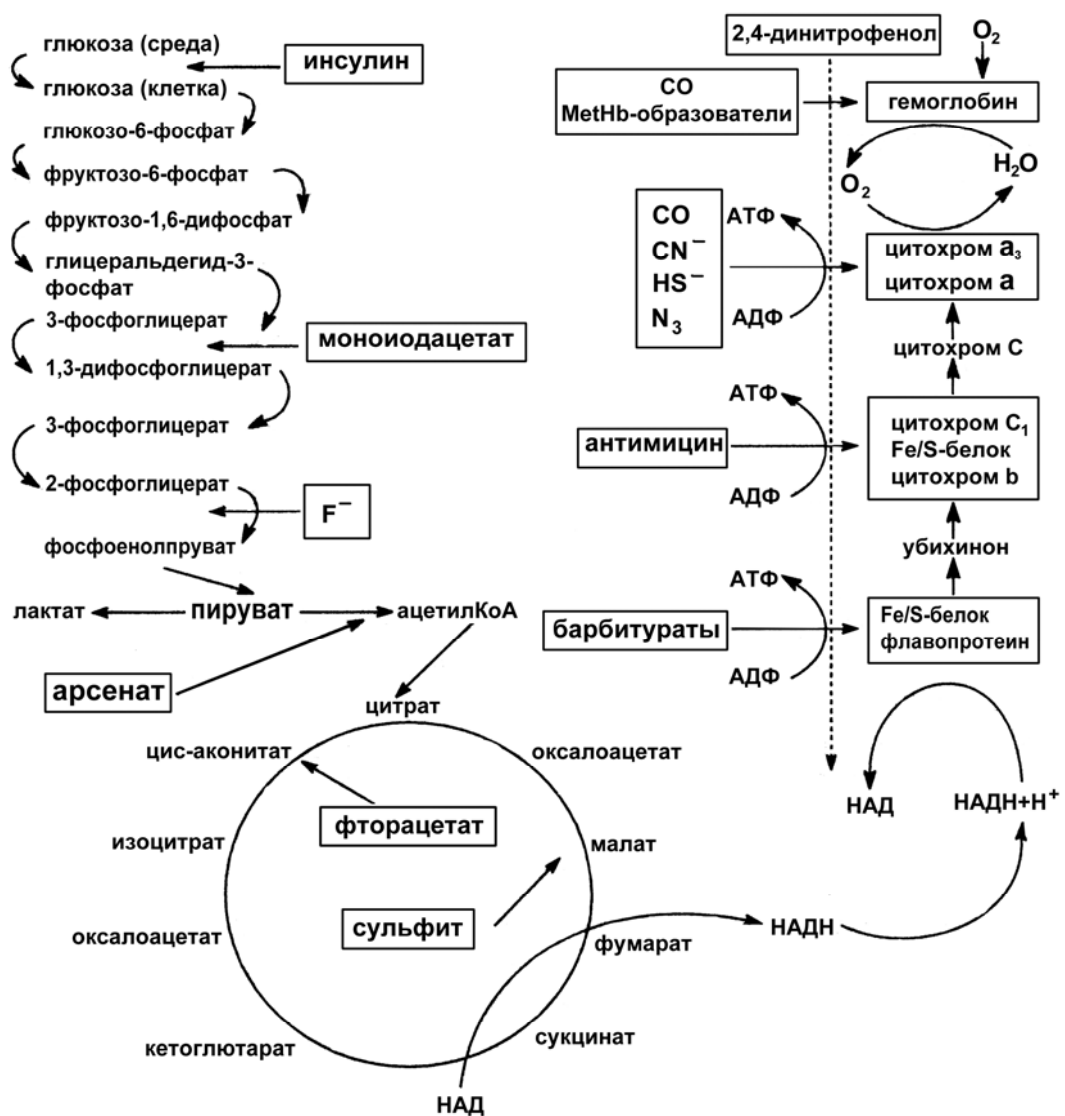 глюкоза (среда)
инсулин
глюкоза (клетка)
глюкозо-6-фосфат
фруктозо-6-фосфат
фруктозо-1,6-дифосфат
глицеральдегид-3-
фосфат
3-фосфоглицерат
моноиодацетат
1,3-дифосфоглицерат
3-фосфоглицерат
2-фосфоглицерат
F⁻
фосфоенолпруват
лактат
пируват
ацетилКоА
арсенат
цитрат
цис-аконитат
оксалоацетат
фторацетат
изоцитрат
малат
сульфит
оксалоацетат
фумарат
кетоглютарат
сукцинат
НАД
НАДН
2,4-динитрофенол
O₂
CO
MetHb-образователи
гемоглобин
O₂
H₂O
CO
CN⁻
HS⁻
N₃
АТФ
АДФ
цитохром a₃
цитохром a
цитохром C
антимицин
АТФ
АДФ
цитохром C₁
Fe/S-белок
цитохром b
убихинон
барбитураты
АТФ
АДФ
Fe/S-белок
флавопротеин
НАД
НАДН+Н⁺